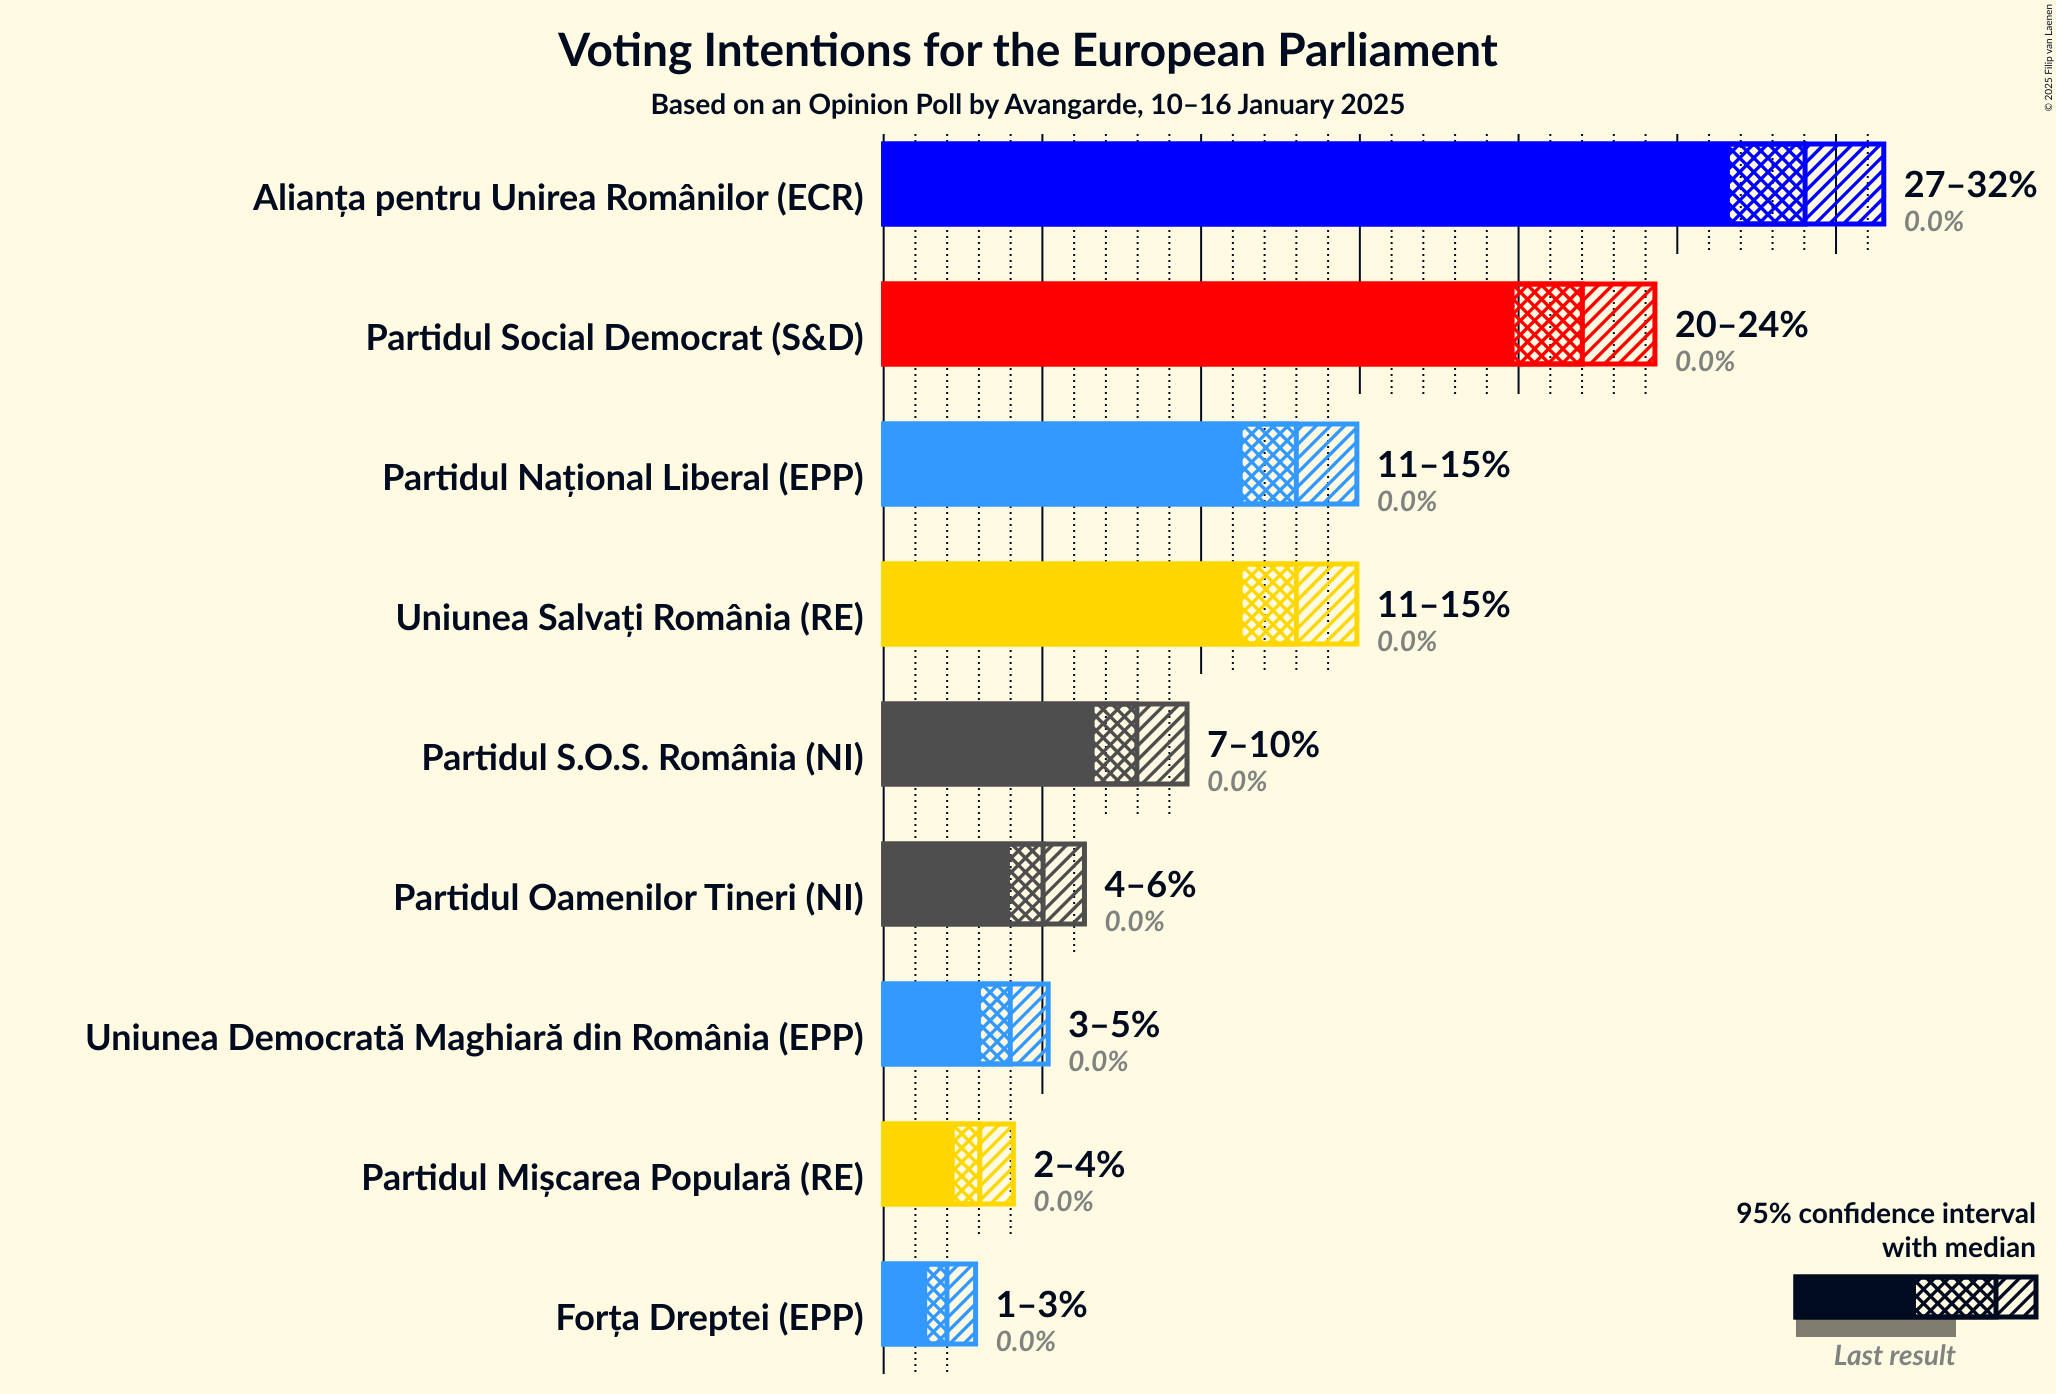 Voting Intentions for the European Parliament
Based on an Opinion Poll by Avangarde, 10–16 January 2025
© 2025 Filip van Laenen
Alianța pentru Unirea Românilor (ECR)
27–32%
0.0%
Partidul Social Democrat (S&D)
20–24%
0.0%
Partidul Național Liberal (EPP)
11–15%
0.0%
Uniunea Salvați România (RE)
11–15%
0.0%
Partidul S.O.S. România (NI)
7–10%
0.0%
Partidul Oamenilor Tineri (NI)
4–6%
0.0%
Uniunea Democrată Maghiară din România (EPP)
3–5%
0.0%
Partidul Mișcarea Populară (RE)
2–4%
0.0%
Forța Dreptei (EPP)
1–3%
0.0%
95% confidence interval
with median
Last result